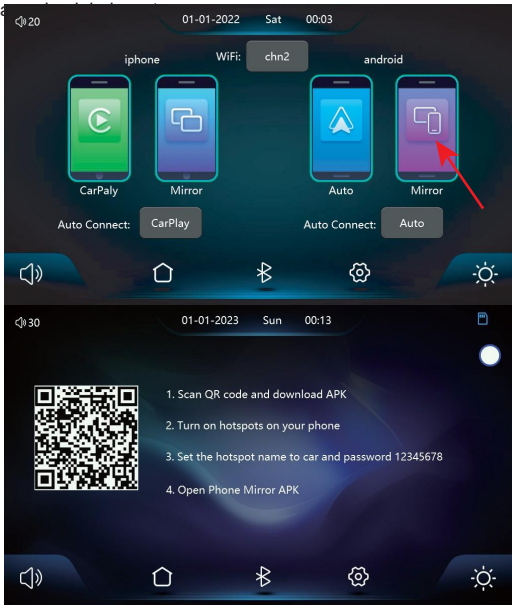 20
01-01-2022 Sat 00:03
iphone WiFi: chn2 android
CarPaly Mirror Auto Mirror
Auto Connect: CarPlay Auto Connect: Auto
30
01-01-2023 Sun 00:13
1. Scan QR code and download APK
2. Turn on hotspots on your phone
3. Set the hotspot name to car and password 12345678
4. Open Phone Mirror APK